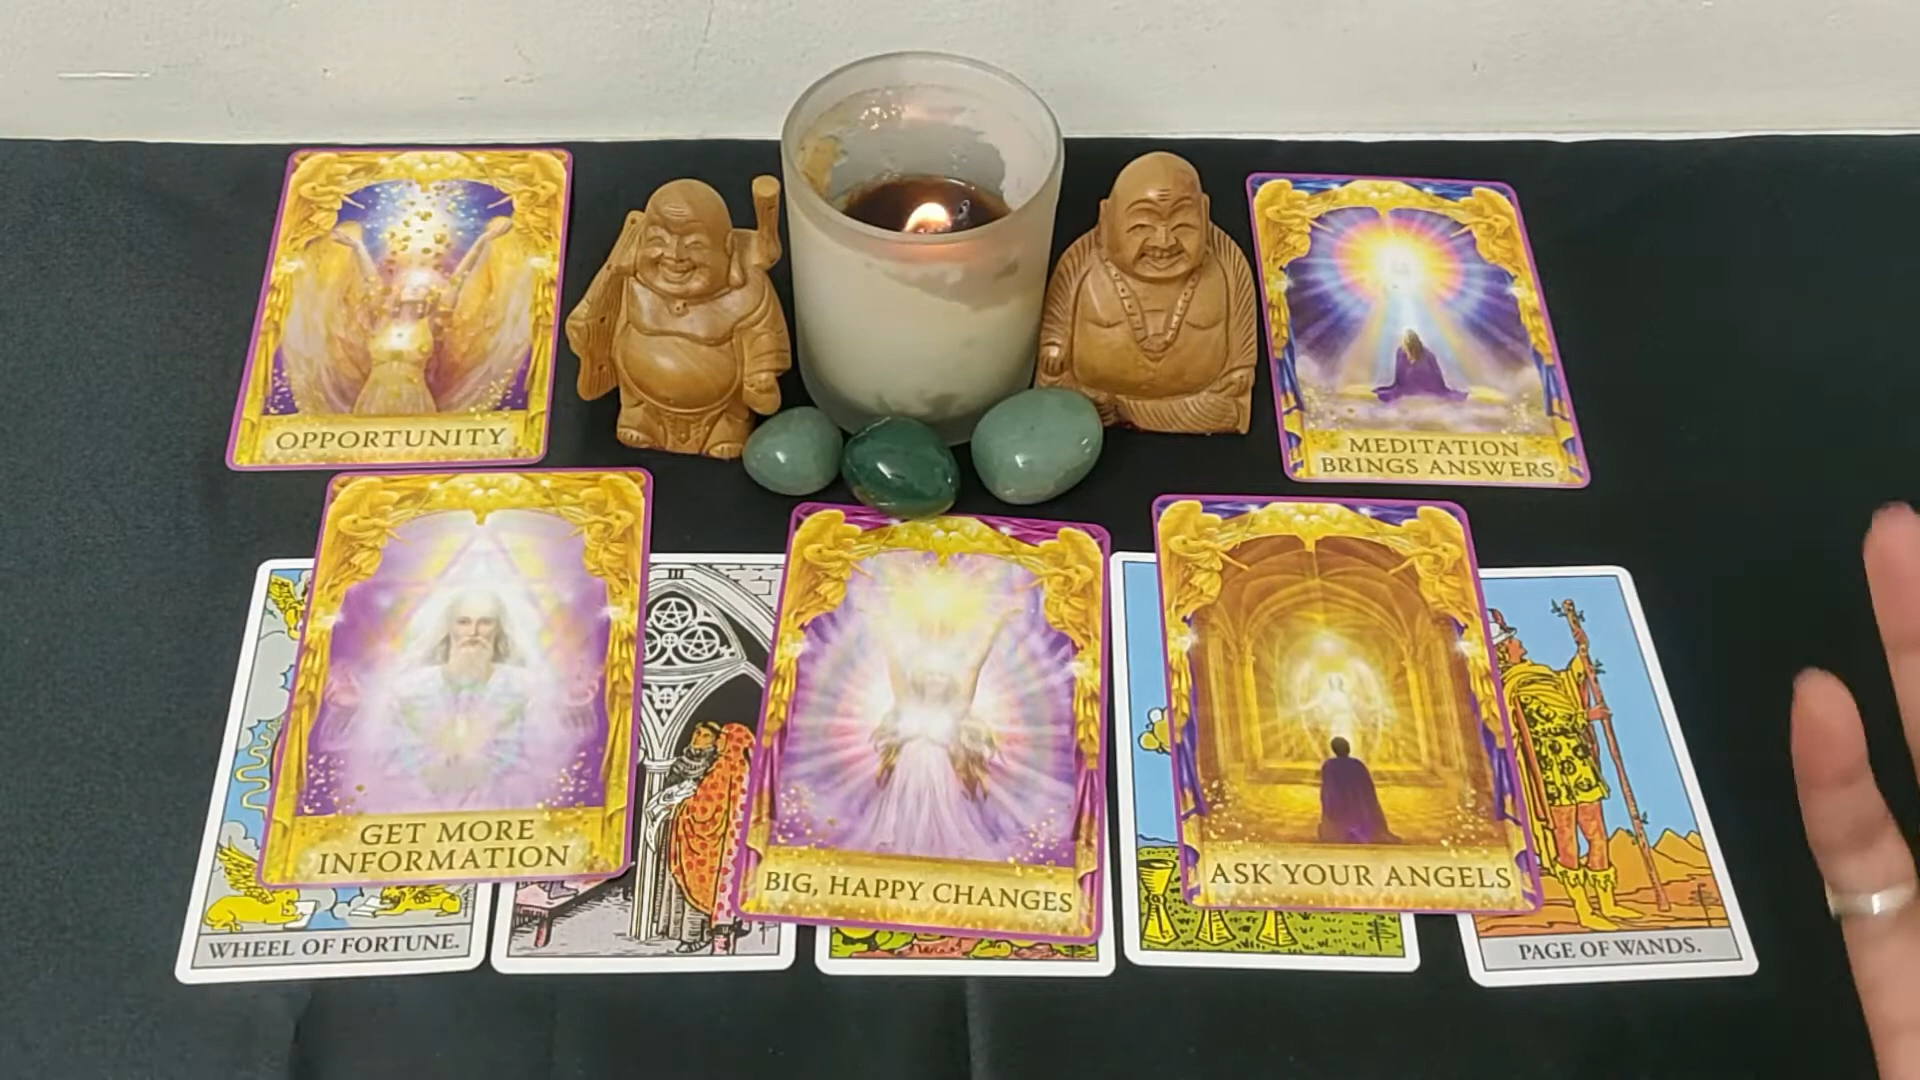 OPPORTUNITY
MEDITATION
BRINGS ANSWERS
GET MORE
INFORMATION
BIG, HAPPY CHANGES
ASK YOUR ANGELS
WHEEL OF FORTUNE.
III
PAGE OF WANDS.